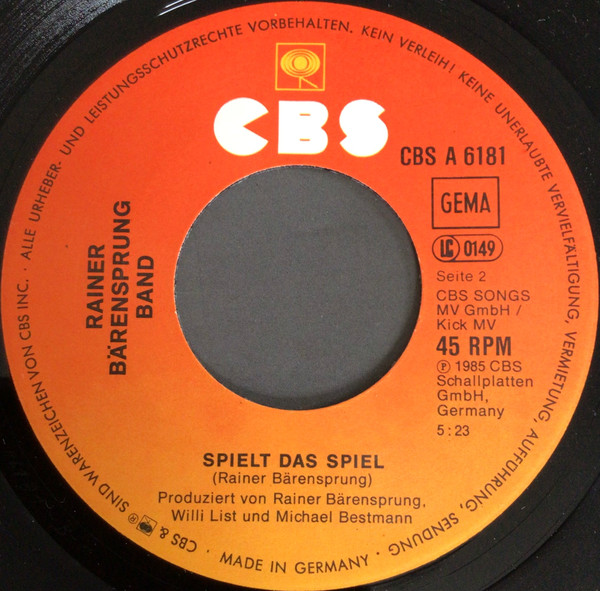 ALLE URHEBER- UND LEISTUNGSSCHUTZRECHTE VORBEHALTEN. KEIN VERLEIH! KEINE UNERLAUBTE VERVIELFÄLTIGUNG, VERMIETUNG, AUFFÜHRUNG, SENDUNG
CBS
CBS A 6181
GEMA
LC 0149
RAINER
BÄRENSPRUNG
BAND
Seite 2
CBS SONGS
MV GmbH /
Kick MV
45 RPM
Ⓟ 1985 CBS
Schallplatten
GmbH,
Germany
5:23
SPIELT DAS SPIEL
(Rainer Bärensprung)
Produziert von Rainer Bärensprung,
Willi List und Michael Bestmann
CBS & ® SIND WARENZEICHEN VON CBS INC. · MADE IN GERMANY ·